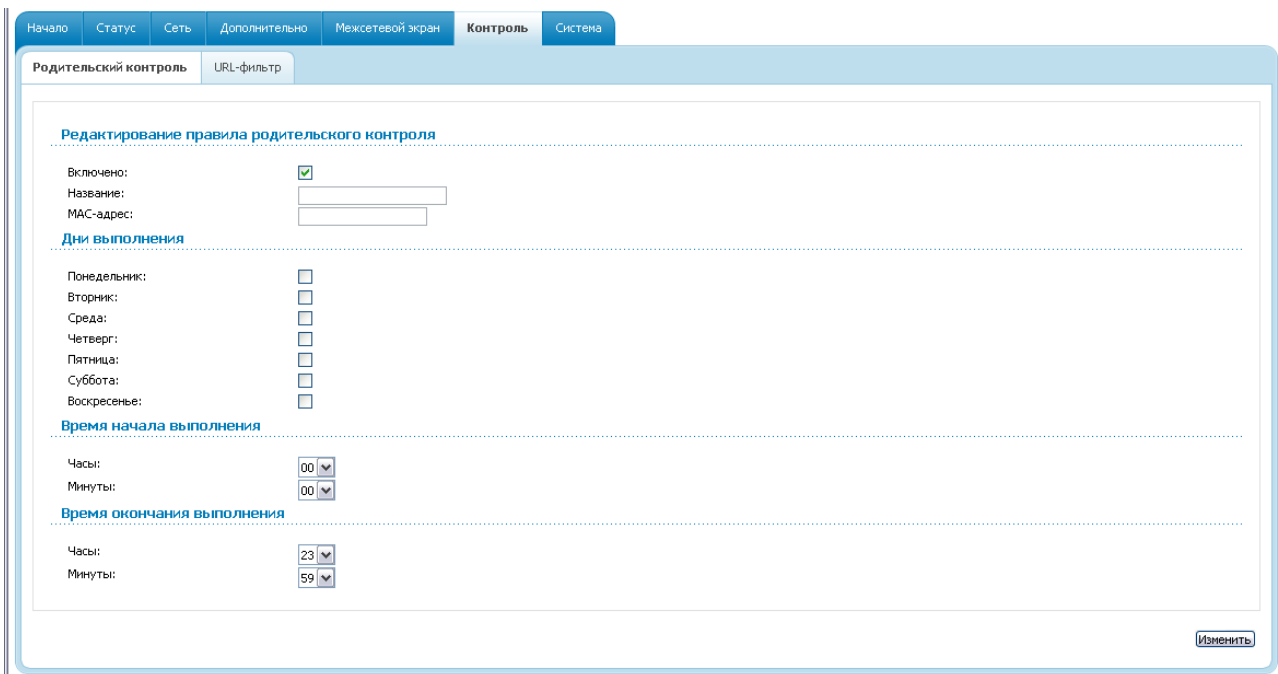 Начало Статус Сеть Дополнительно Межсетевой экран Контроль Система
Родительский контроль URL-фильтр
Редактирование правила родительского контроля
Включено:
Название:
MAC-адрес:
Дни выполнения
Понедельник:
Вторник:
Среда:
Четверг:
Пятница:
Суббота:
Воскресенье:
Время начала выполнения
Часы: 00
Минуты: 00
Время окончания выполнения
Часы: 23
Минуты: 59
Изменить